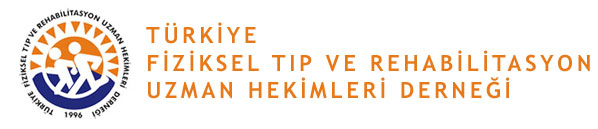 TÜRKİYE FİZİKSEL TIP VE REHABİLİTASYON UZMAN HEKİMLERİ DERNEĞİ
1996
TÜRKİYE
FİZİKSEL TIP VE REHABİLİTASYON
UZMAN HEKİMLERİ DERNEĞİ